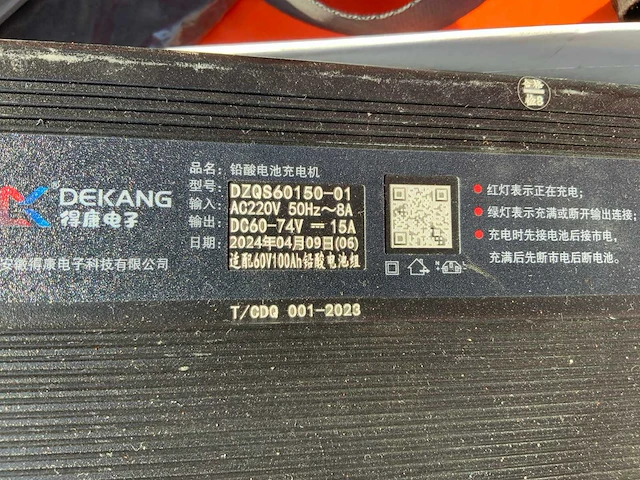 DEKANG
得康电子
安徽得康电子科技有限公司
品名：铅酸电池充电机
型号：DZQS60150-01
输入：AC220V 50Hz～8A
输出：DC60-74V ⎓ 15A
日期：2024年04月09日(06)
适配60V100Ah铅酸电池组
T/CDQ 001-2023
红灯表示正在充电；
绿灯表示充满或断开输出连接；
充电时先接电池后接市电，
充满后先断市电后断电池。